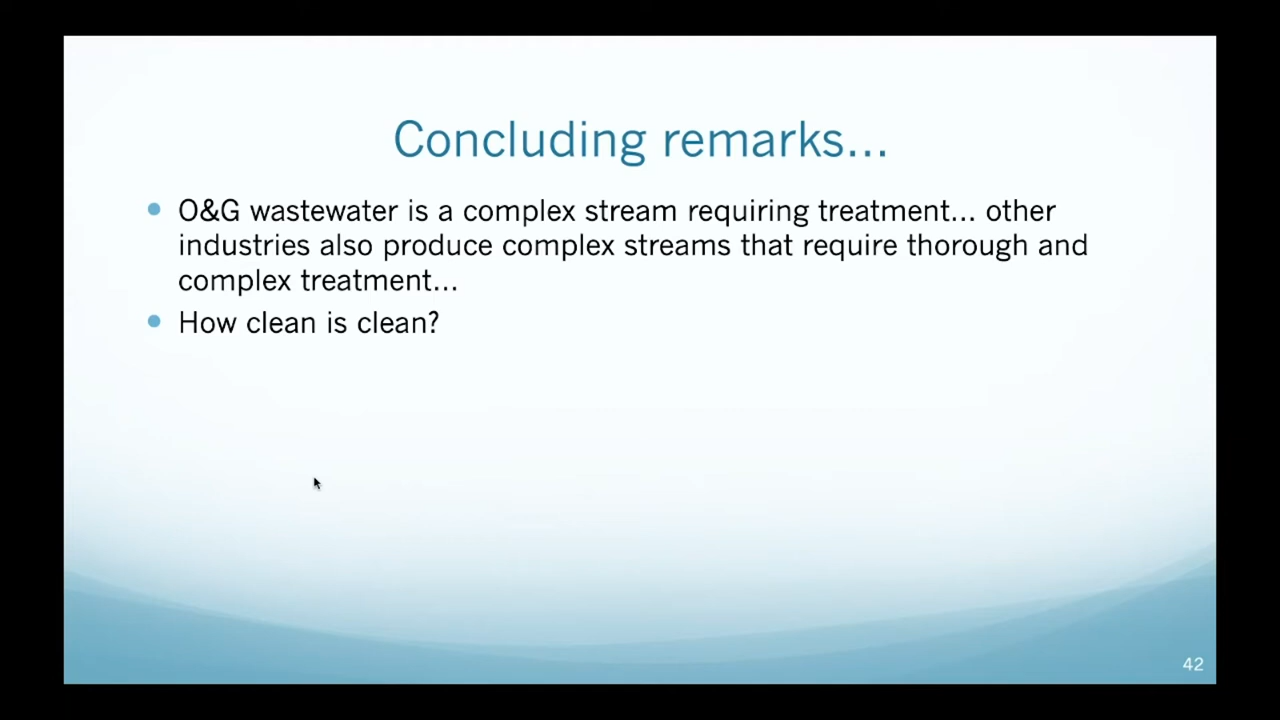 Concluding remarks...
O&G wastewater is a complex stream requiring treatment... other
industries also produce complex streams that require thorough and
complex treatment...
How clean is clean?
42